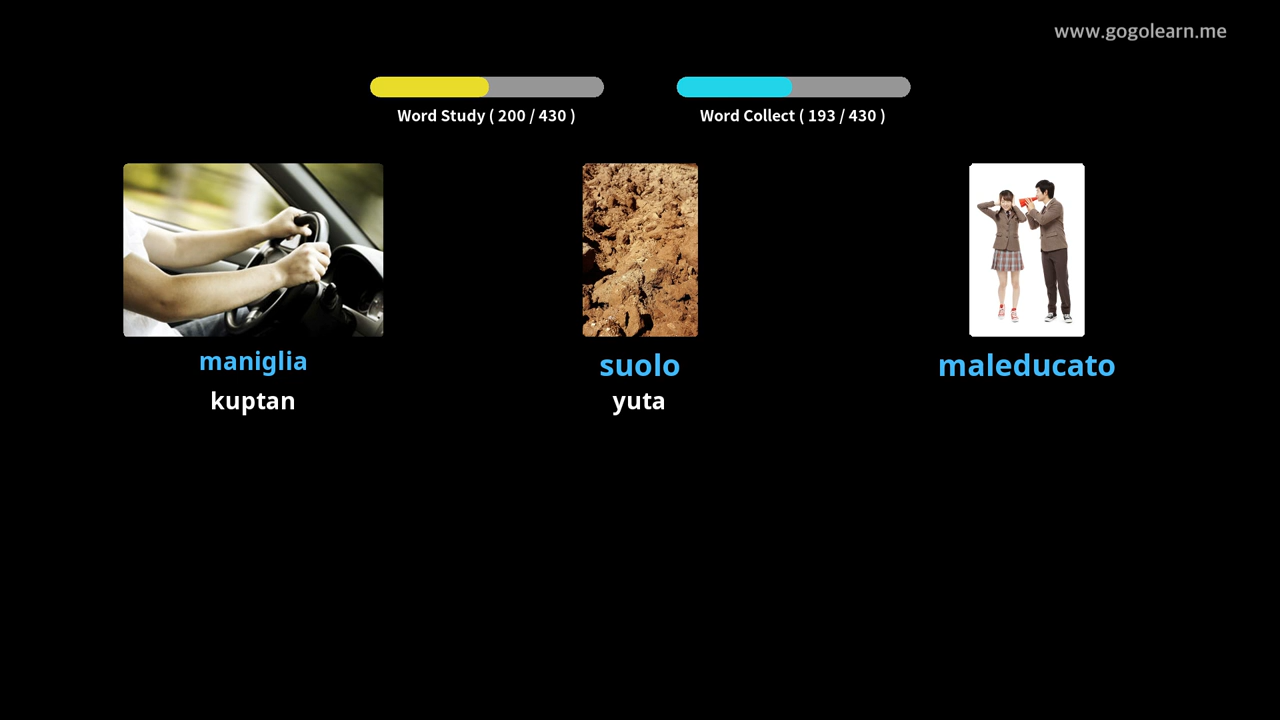 www.gogolearn.me
Word Study ( 200 / 430 )
Word Collect ( 193 / 430 )
maniglia
kuptan
suolo
yuta
maleducato